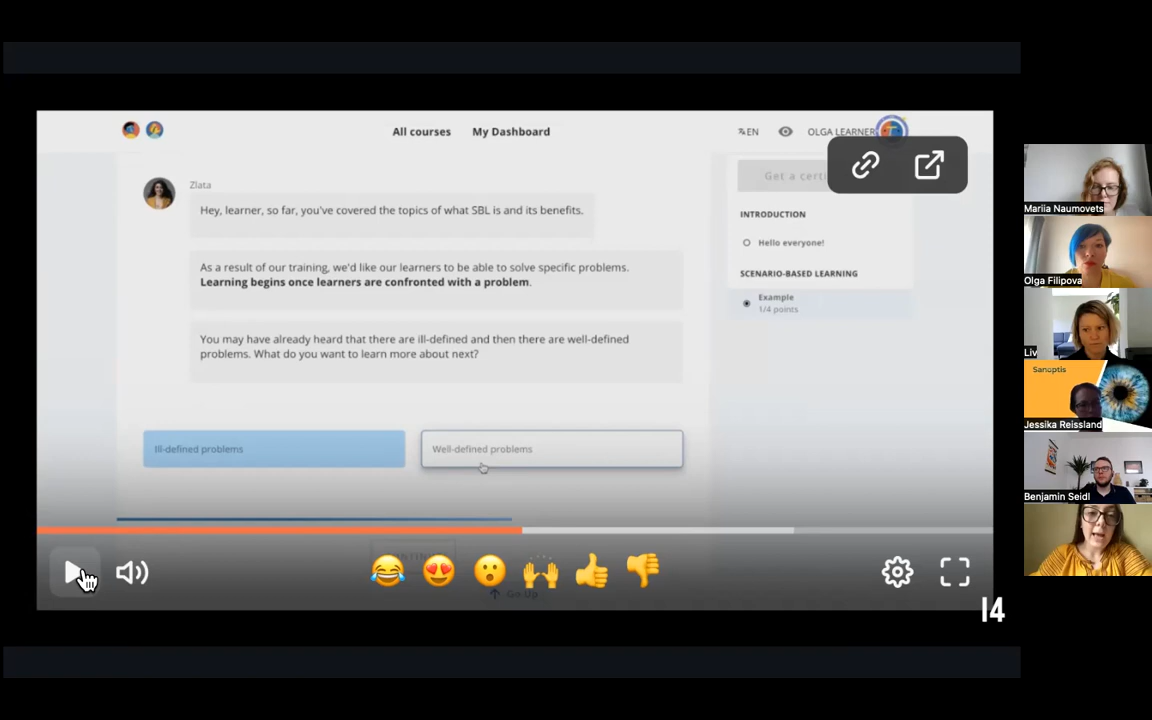 All courses My Dashboard EN OLGA LEARNER
Zlata
Hey, learner, so far, you've covered the topics of what SBL is and its benefits.
As a result of our training, we'd like our learners to be able to solve specific problems.
Learning begins once learners are confronted with a problem.
You may have already heard that there are ill-defined and then there are well-defined
problems. What do you want to learn more about next?
Ill-defined problems
Well-defined problems
Get a certi
INTRODUCTION
Hello everyone!
SCENARIO-BASED LEARNING
Example
1/4 points
Go Up
14
Mariia Naumovets
Olga Filipova
Liv
Sanoptis
Jessika Reissland
Benjamin Seidl